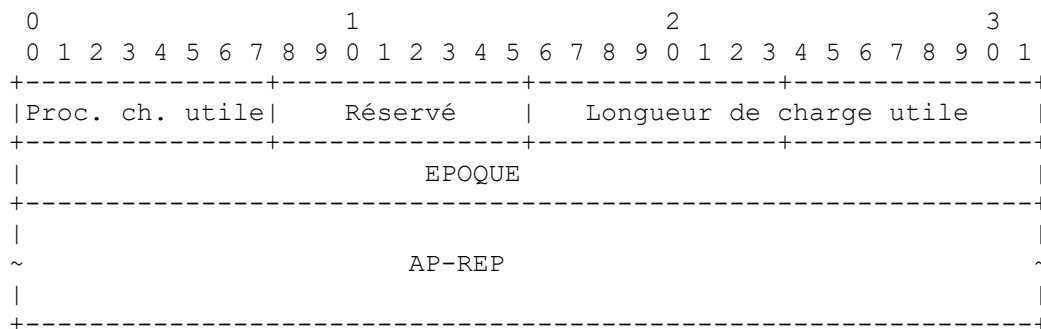 0 1 2 3
0 1 2 3 4 5 6 7 8 9 0 1 2 3 4 5 6 7 8 9 0 1 2 3 4 5 6 7 8 9 0 1
+---------------+---------------+---------------+---------------+
|Proc. ch. utile| Réservé | Longueur de charge utile |
+---------------+---------------+---------------+---------------+
| EPOQUE |
+---------------------------------------------------------------+
| |
~ AP-REP ~
| |
+---------------------------------------------------------------+